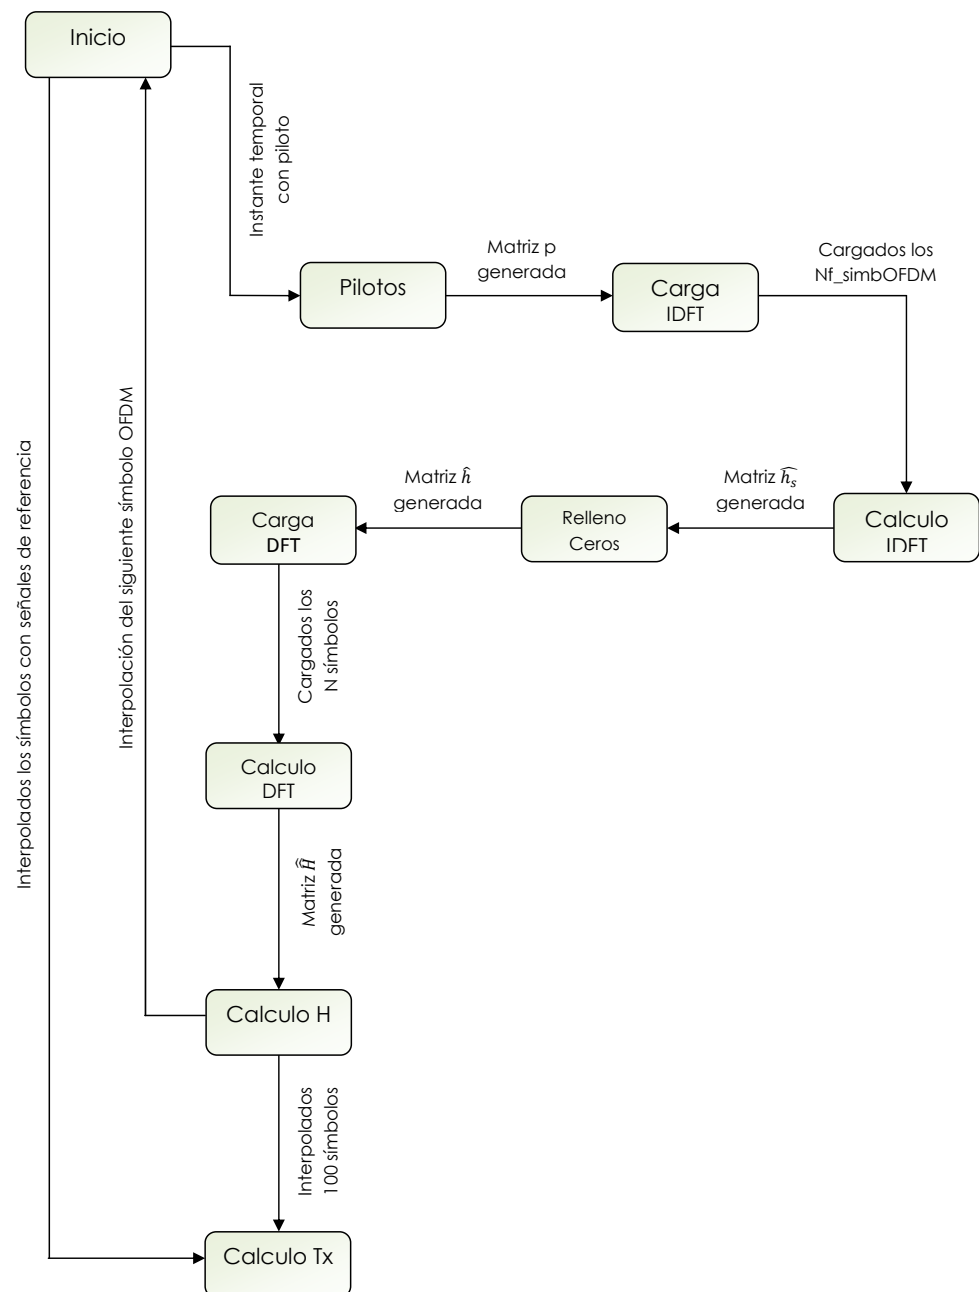 Inicio
Instante temporal
con piloto
Matriz p
generada
Cargados los
Nf_simbOFDM
Pilotos
Carga
IDFT
Interpolados los símbolos con señales de referencia
Interpolación del siguiente símbolo OFDM
Matriz ĥ
generada
Matriz \widehat{h_s}
generada
Carga
DFT
Relleno
Ceros
Calculo
IDFT
Cargados los
N símbolos
Calculo
DFT
Matriz Ĥ
generada
Calculo H
Interpolados
100 símbolos
Calculo Tx